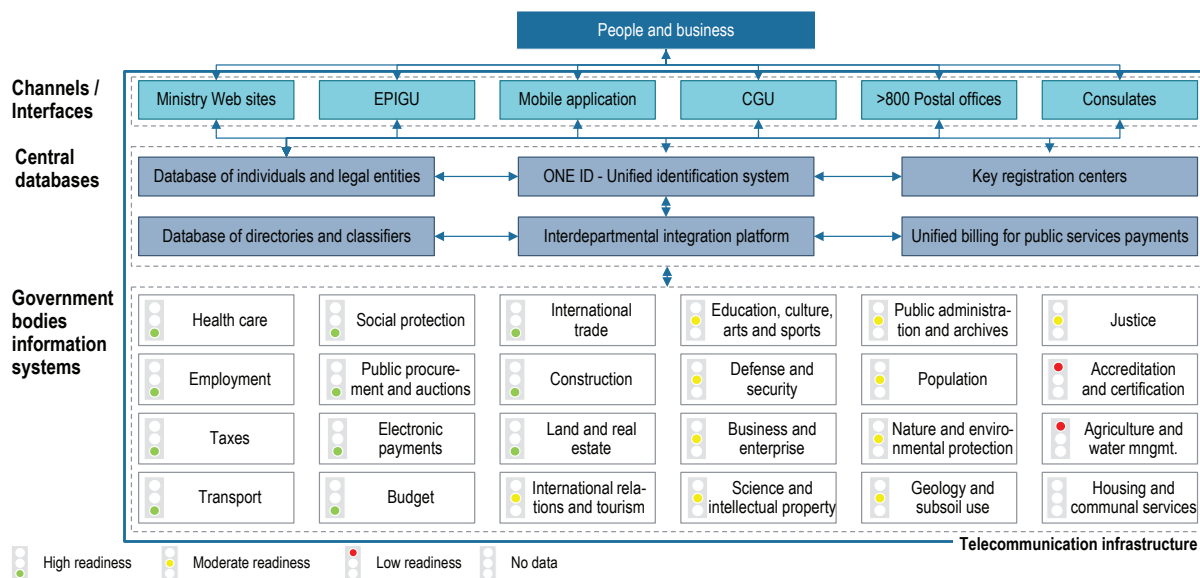 People and business
Channels /
Interfaces
Ministry Web sites
EPIGU
Mobile application
CGU
>800 Postal offices
Consulates
Central
databases
Database of individuals and legal entities
ONE ID - Unified identification system
Key registration centers
Database of directories and classifiers
Interdepartmental integration platform
Unified billing for public services payments
Government
bodies
information
systems
Health care
Social protection
International
trade
Education, culture,
arts and sports
Public administra-
tion and archives
Justice
Employment
Public procure-
ment and auctions
Construction
Defense and
security
Population
Accreditation
and certification
Taxes
Electronic
payments
Land and real
estate
Business and
enterprise
Nature and enviro-
nmental protection
Agriculture and
water mngmt.
Transport
Budget
International rela-
tions and tourism
Science and
intellectual property
Geology and
subsoil use
Housing and
communal services
Telecommunication infrastructure
High readiness
Moderate readiness
Low readiness
No data